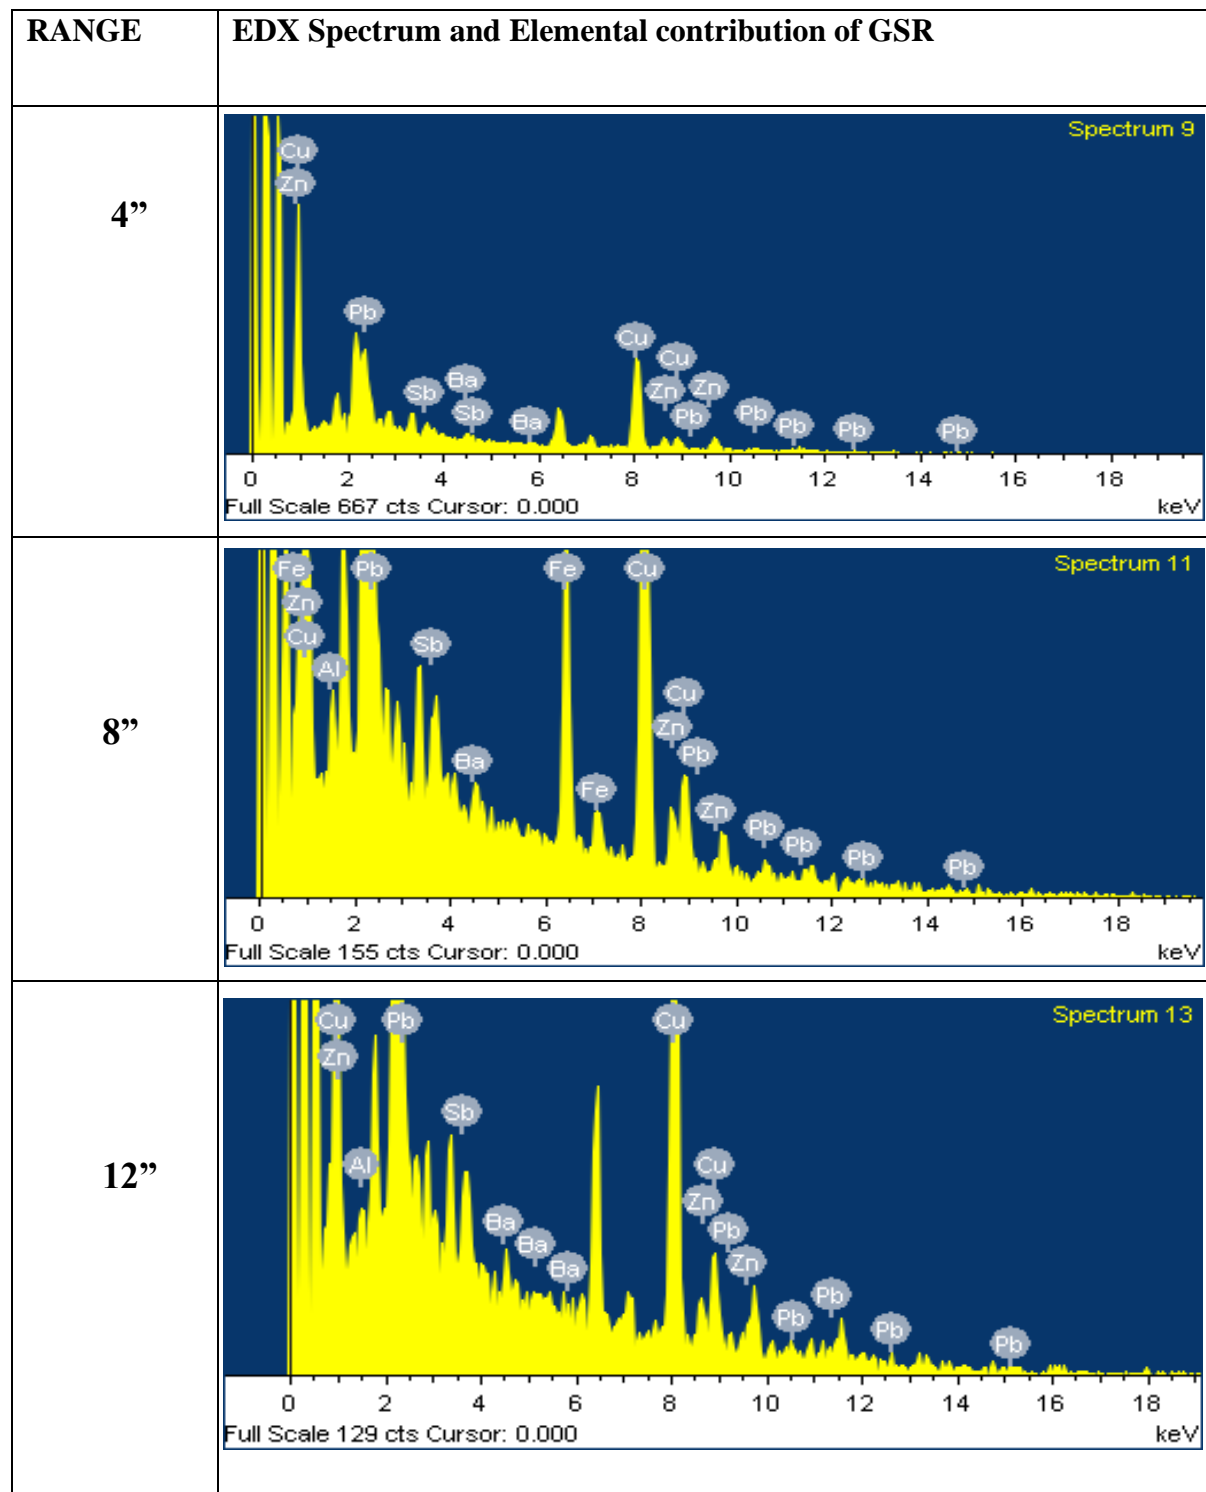 RANGE
EDX Spectrum and Elemental contribution of GSR
4”
Spectrum 9
Cu
Zn
Pb
Sb
Ba
Sb
Ba
Cu
Cu
Zn
Zn
Pb
Pb
Pb
Pb
Pb
0 2 4 6 8 10 12 14 16 18
Full Scale 667 cts Cursor: 0.000 keV
8”
Spectrum 11
Fe
Pb
Fe
Cu
Zn
Cu
Sb
Al
Cu
Zn
Pb
Ba
Fe
Zn
Pb
Pb
Pb
Pb
0 2 4 6 8 10 12 14 16 18
Full Scale 155 cts Cursor: 0.000 keV
12”
Spectrum 13
Cu
Pb
Cu
Zn
Sb
Al
Cu
Zn
Ba
Pb
Ba
Zn
Ba
Pb
Pb
Pb
Pb
0 2 4 6 8 10 12 14 16 18
Full Scale 129 cts Cursor: 0.000 keV